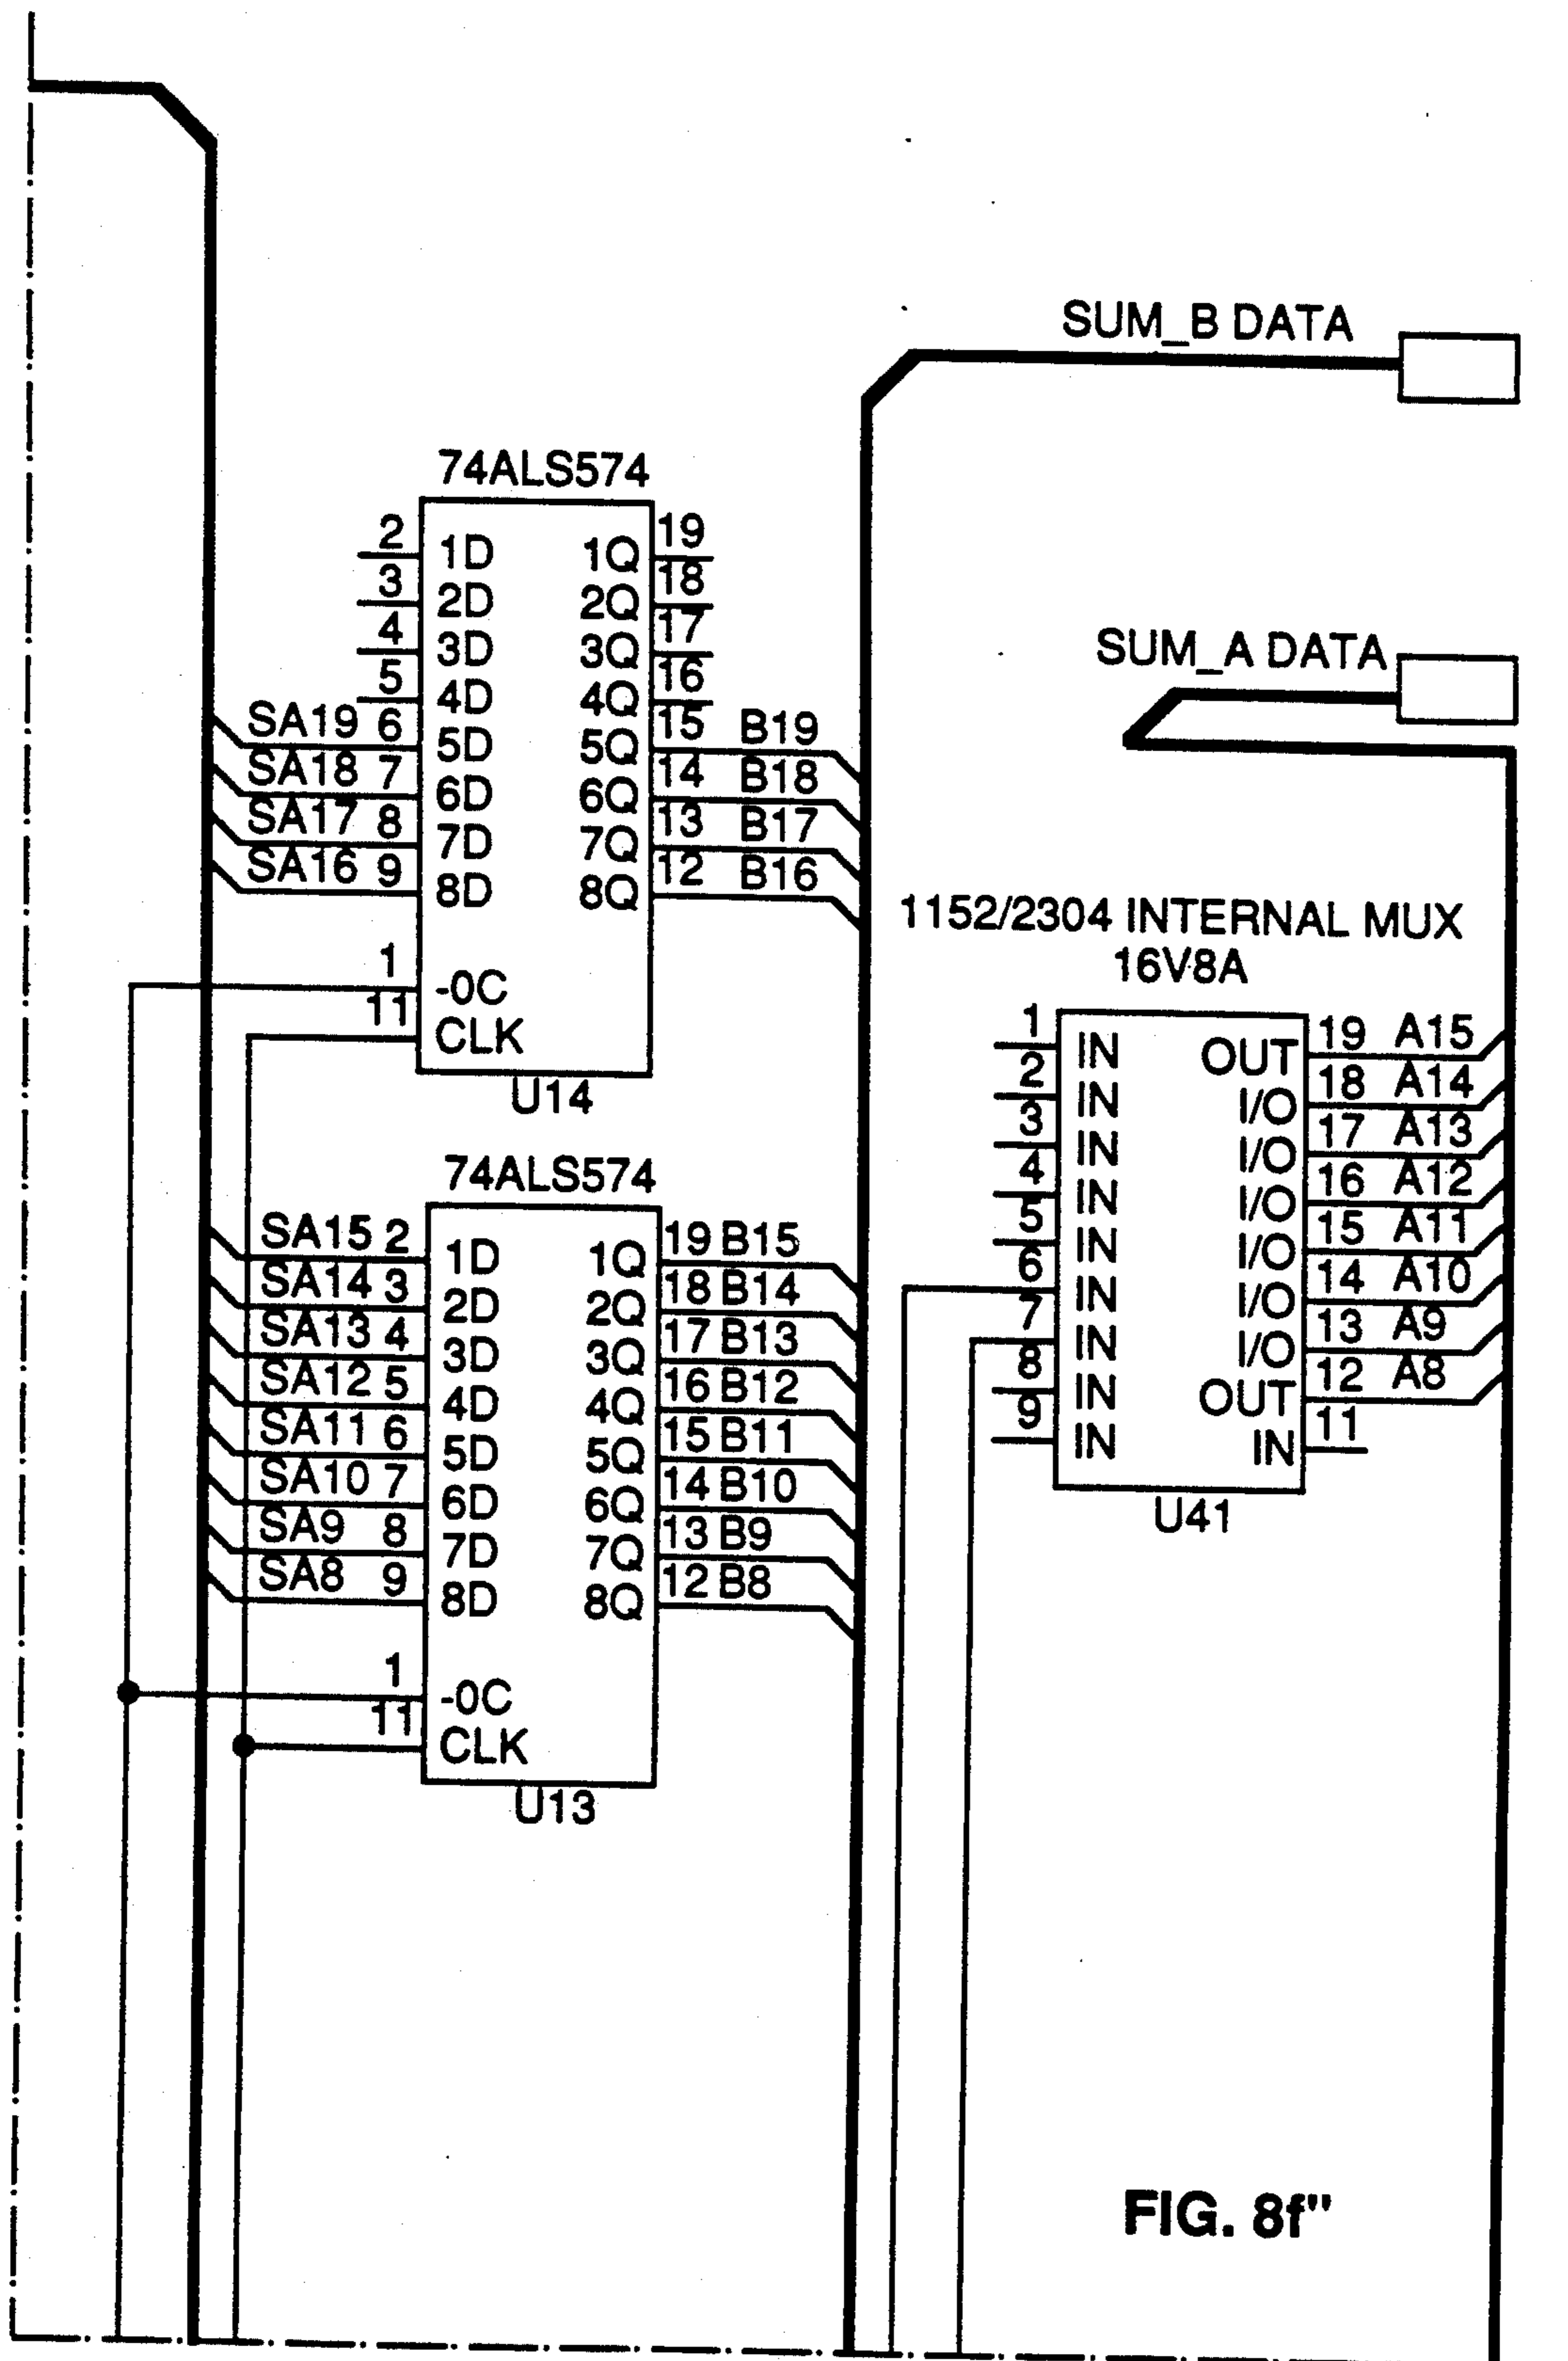 SUM_B DATA
SUM_A DATA
74ALS574
2 1D 1Q 19
3 2D 2Q 18
4 3D 3Q 17
5 4D 4Q 16
SA19 6 5D 5Q 15 B19
SA18 7 6D 6Q 14 B18
SA17 8 7D 7Q 13 B17
SA16 9 8D 8Q 12 B16
1 -0C
11 CLK
U14
74ALS574
SA15 2 1D 1Q 19 B15
SA14 3 2D 2Q 18 B14
SA13 4 3D 3Q 17 B13
SA12 5 4D 4Q 16 B12
SA11 6 5D 5Q 15 B11
SA10 7 6D 6Q 14 B10
SA9 8 7D 7Q 13 B9
SA8 9 8D 8Q 12 B8
1 -0C
11 CLK
U13
1152/2304 INTERNAL MUX
16V8A
1 IN OUT 19 A15
2 IN I/O 18 A14
3 IN I/O 17 A13
4 IN I/O 16 A12
5 IN I/O 15 A11
6 IN I/O 14 A10
7 IN I/O 13 A9
8 IN OUT 12 A8
9 IN IN 11
U41
FIG. 8f"